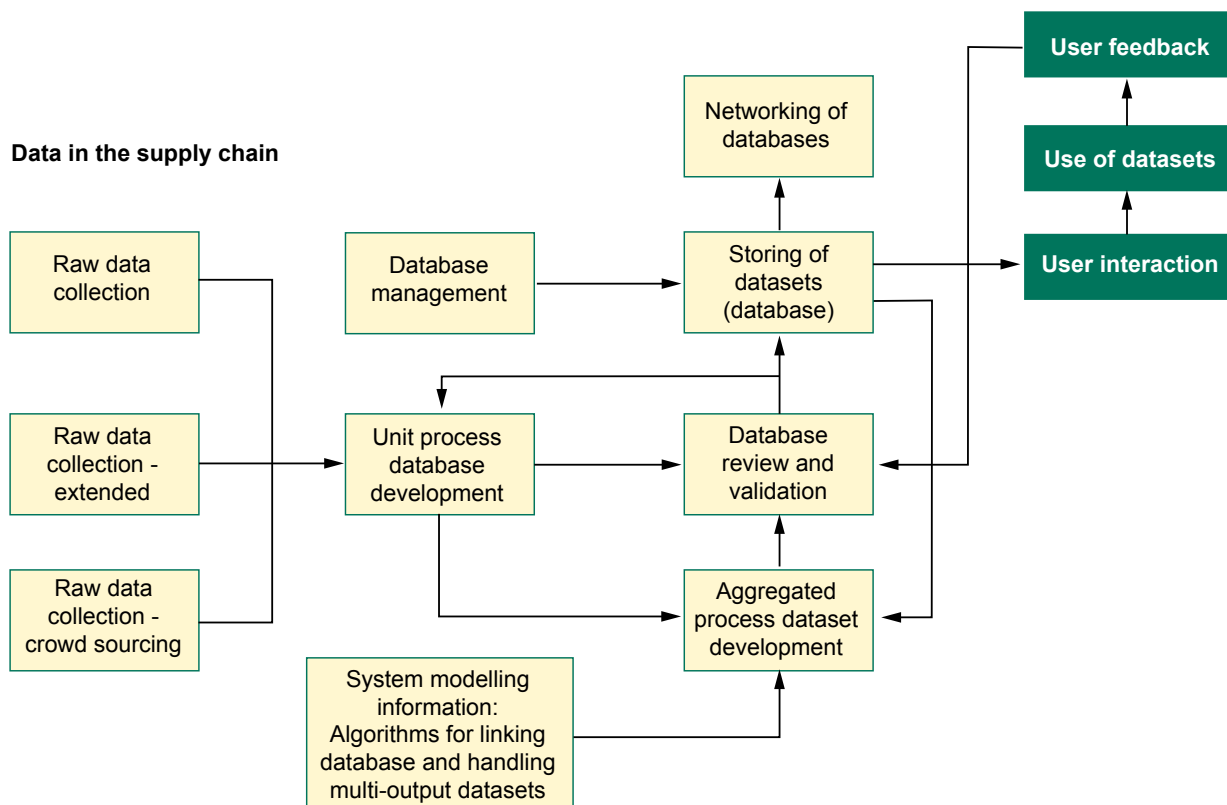 User feedback
Networking of
databases
Data in the supply chain
Use of datasets
Raw data
collection
Database
management
Storing of
datasets
(database)
User interaction
Raw data
collection -
extended
Unit process
database
development
Database
review and
validation
Raw data
collection -
crowd sourcing
Aggregated
process dataset
development
System modelling
information:
Algorithms for linking
database and handling
multi-output datasets